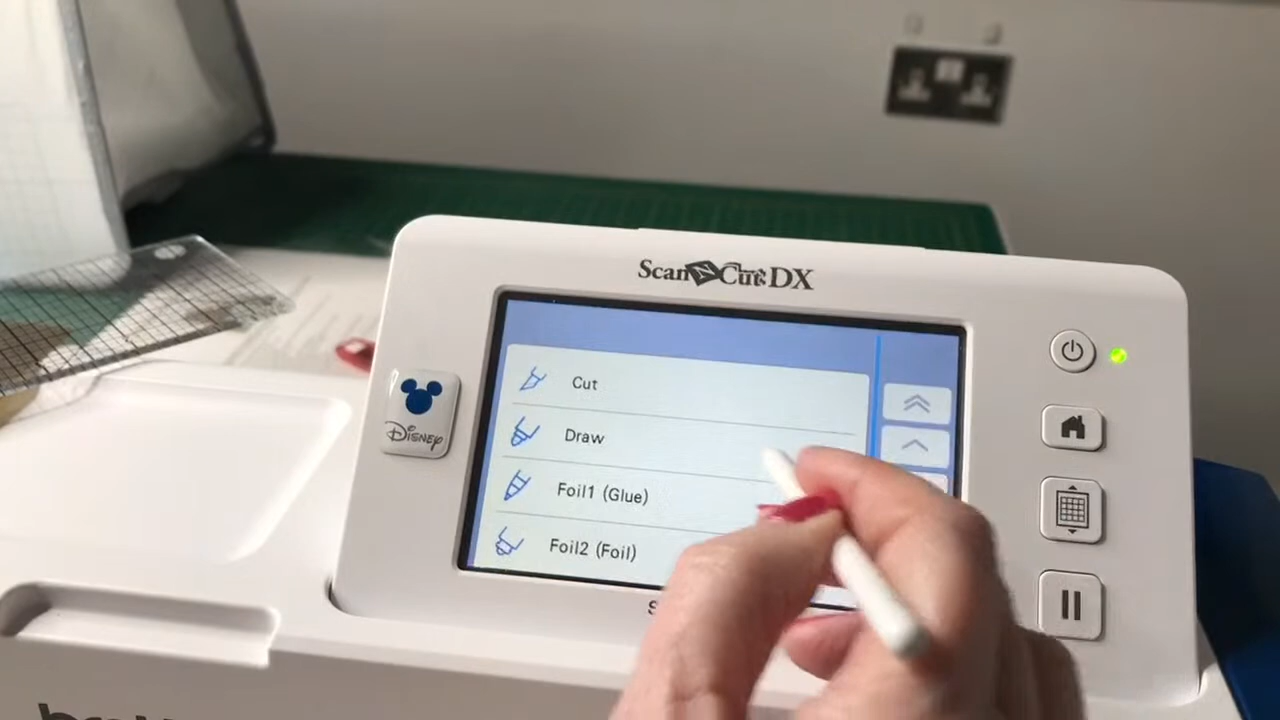 ScanNCut DX
Disney
Cut
Draw
Foil1 (Glue)
Foil2 (Foil)